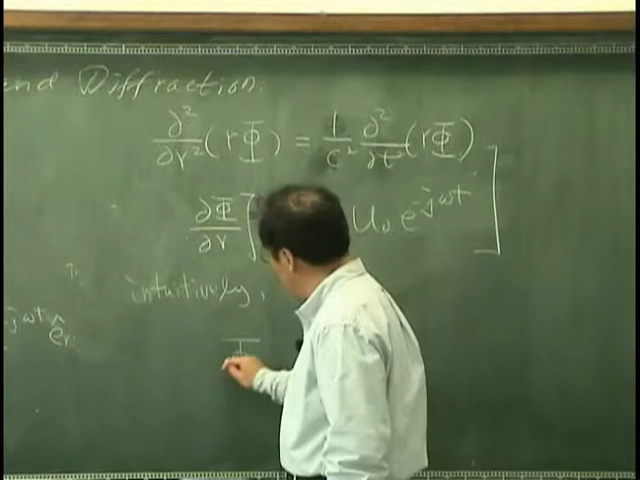 and Diffraction.
∂²/∂r² (rΦ) = 1/c² ∂²/∂t² (rΦ)
∂Φ/∂r ] U₀ e^{-jωt} ]
intuitively,
jωt ê_r